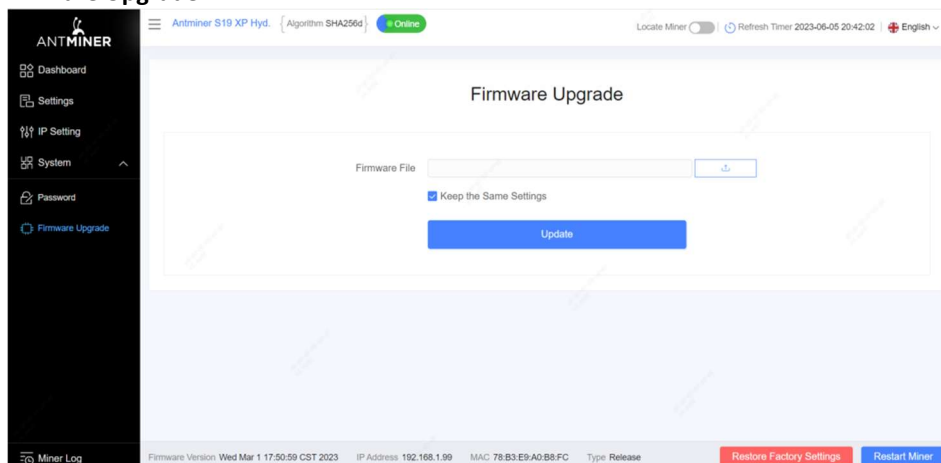 ANTMINER
Antminer S19 XP Hyd. {Algorithm SHA256d} Online
Locate Miner Refresh Timer 2023-06-05 20:42:02 English
Dashboard
Settings
IP Setting
System
Password
Firmware Upgrade
Firmware Upgrade
Firmware File
Keep the Same Settings
Update
Miner Log
Firmware Version Wed Mar 1 17:50:59 CST 2023 IP Address 192.168.1.99 MAC 78:B3:E9:A0:B8:FC Type Release
Restore Factory Settings
Restart Miner